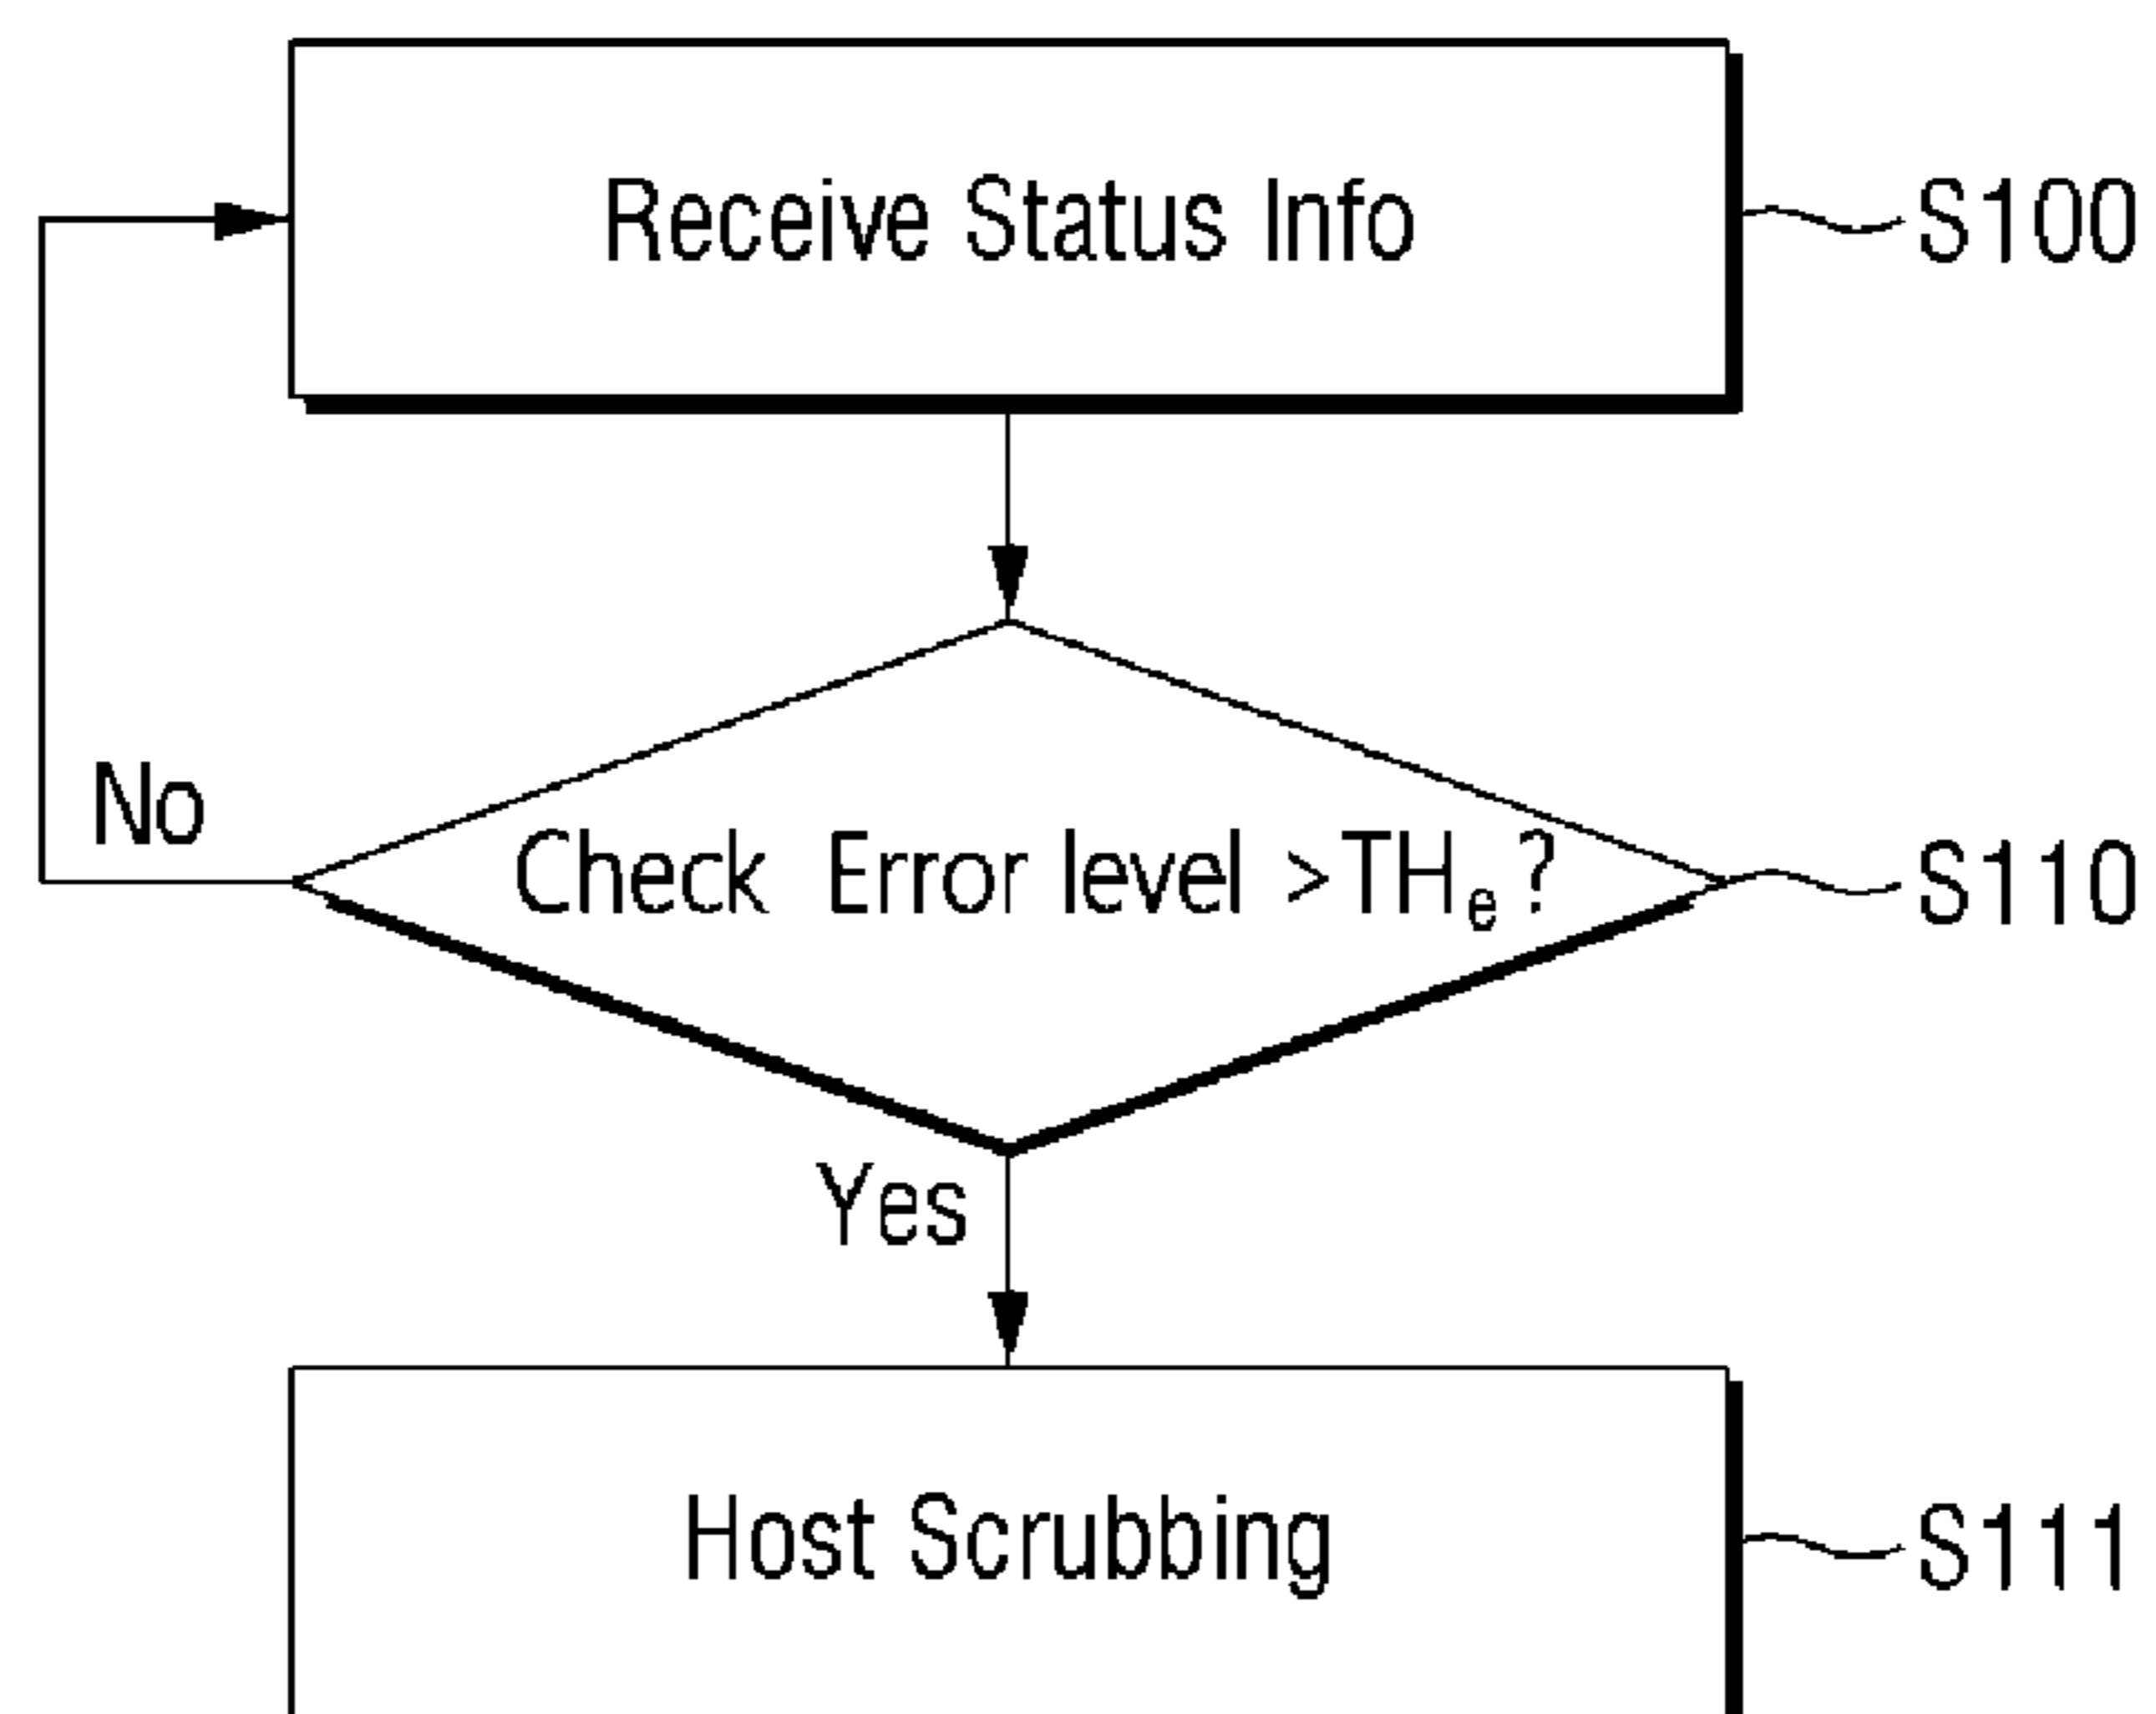 Receive Status Info
S100
No
Check Error level >THe ?
S110
Yes
Host Scrubbing
S111